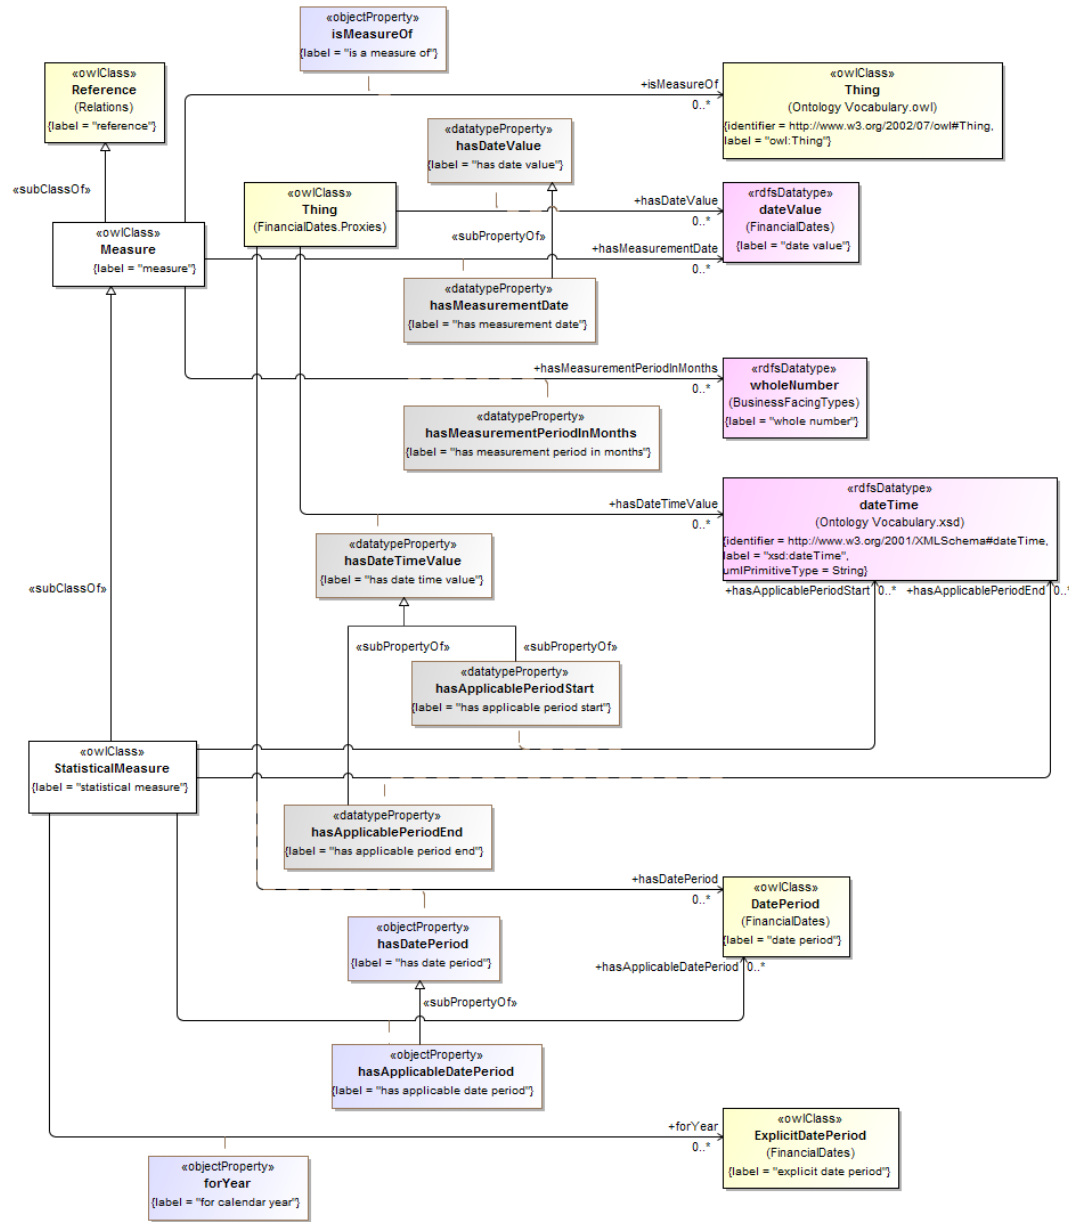 «objectProperty»
isMeasureOf
{label = "is a measure of"}
«owlClass»
Reference
(Relations)
{label = "reference"}
+isMeasureOf
0..*
«owlClass»
Thing
(Ontology Vocabulary.owl)
{identifier = http://www.w3.org/2002/07/owl#Thing,
label = "owl:Thing"}
«datatypeProperty»
hasDateValue
{label = "has date value"}
«subClassOf»
«owlClass»
Thing
(FinancialDates.Proxies)
+hasDateValue
0..*
«rdfsDatatype»
dateValue
(FinancialDates)
{label = "date value"}
«owlClass»
Measure
{label = "measure"}
«subPropertyOf»
+hasMeasurementDate
0..*
«datatypeProperty»
hasMeasurementDate
{label = "has measurement date"}
+hasMeasurementPeriodInMonths
0..*
«rdfsDatatype»
wholeNumber
(BusinessFacingTypes)
{label = "whole number"}
«datatypeProperty»
hasMeasurementPeriodInMonths
{label = "has measurement period in months"}
+hasDateTimeValue
0..*
«rdfsDatatype»
dateTime
(Ontology Vocabulary.xsd)
{identifier = http://www.w3.org/2001/XMLSchema#dateTime,
label = "xsd:dateTime",
umlPrimitiveType = String}
«datatypeProperty»
hasDateTimeValue
{label = "has date time value"}
+hasApplicablePeriodStart
0..*
+hasApplicablePeriodEnd
0..*
«subClassOf»
«subPropertyOf»
«subPropertyOf»
«datatypeProperty»
hasApplicablePeriodStart
{label = "has applicable period start"}
«owlClass»
StatisticalMeasure
{label = "statistical measure"}
«datatypeProperty»
hasApplicablePeriodEnd
{label = "has applicable period end"}
+hasDatePeriod
0..*
«owlClass»
DatePeriod
(FinancialDates)
{label = "date period"}
«objectProperty»
hasDatePeriod
{label = "has date period"}
+hasApplicableDatePeriod
0..*
«subPropertyOf»
«objectProperty»
hasApplicableDatePeriod
{label = "has applicable date period"}
+forYear
0..*
«owlClass»
ExplicitDatePeriod
(FinancialDates)
{label = "explicit date period"}
«objectProperty»
forYear
{label = "for calendar year"}